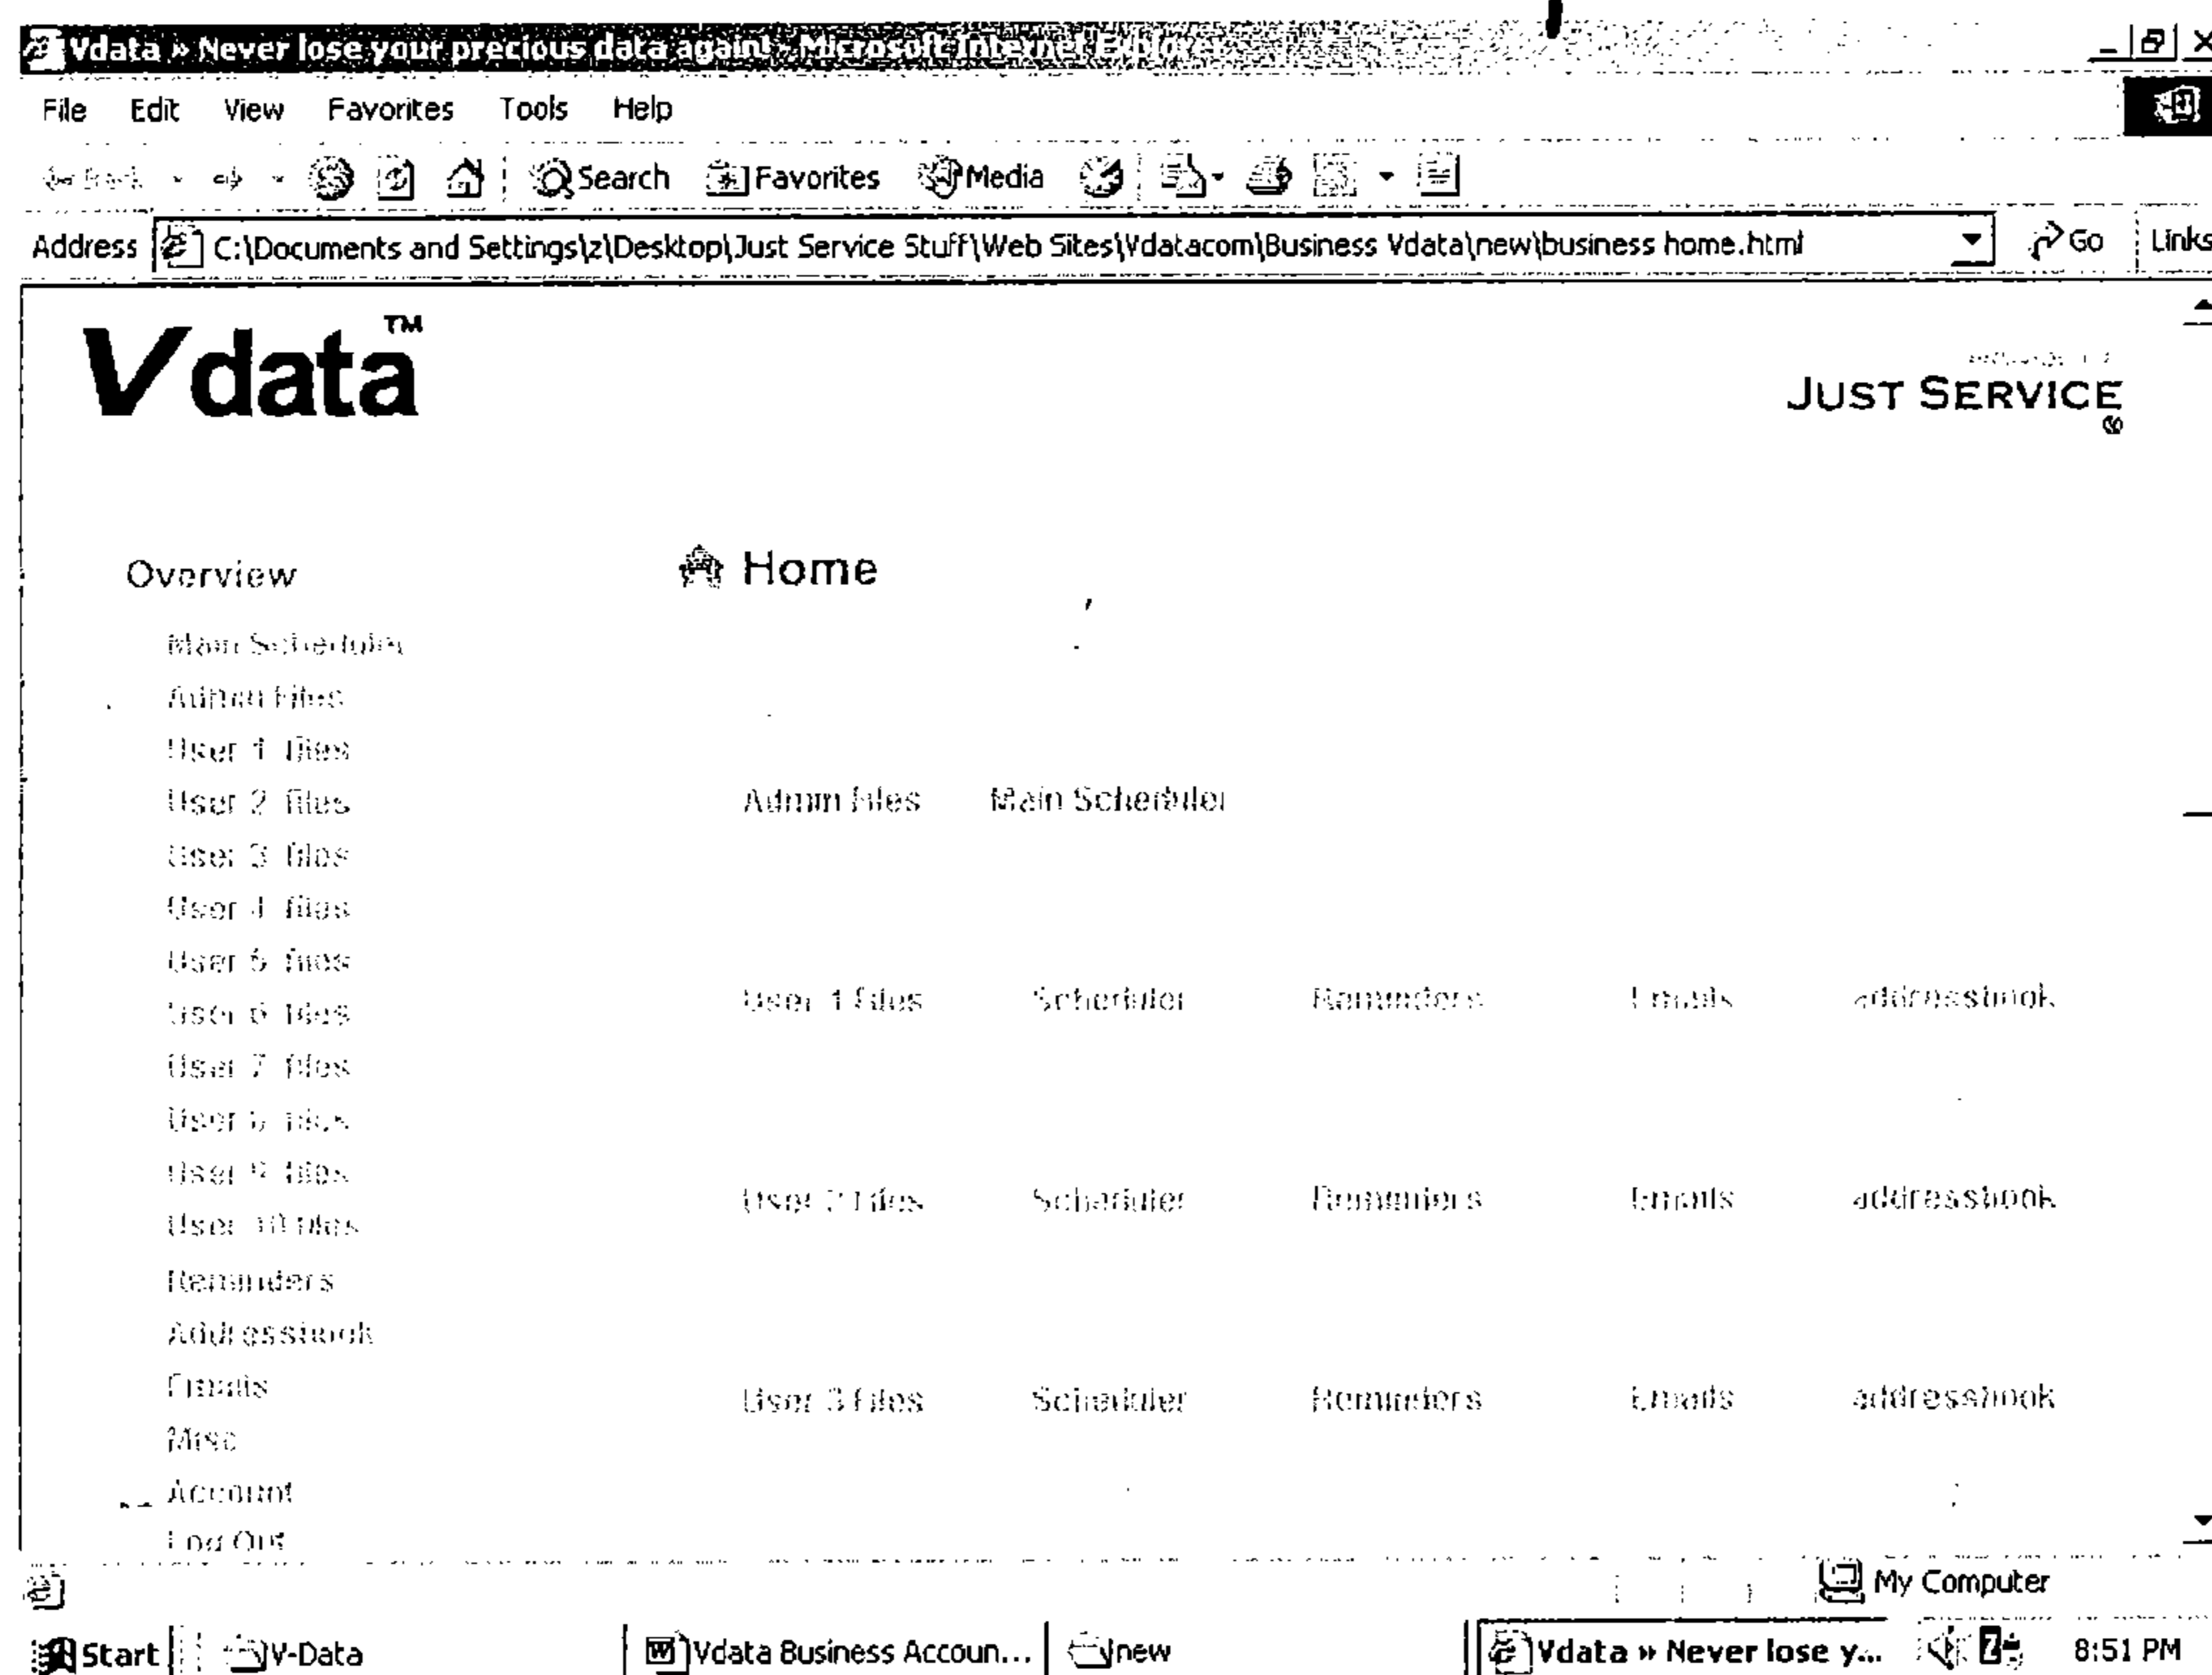 Vdata » Never lose your precious data again! - Microsoft Internet Explorer
File Edit View Favorites Tools Help
Back Search Favorites Media
Address C:\Documents and Settings\z\Desktop\Just Service Stuff\Web Sites\Vdatacom\Business Vdata\new\business home.html Go Links
Vdata™
JUST SERVICE
®
Overview
Home
Main Scheduler
Admin Files
User 1 files
User 2 files
Admin Files Main Scheduler
User 3 files
User 4 files
User 5 files
User 6 files
User 1 Files Scheduler Reminders Emails addressbook
User 7 files
User 8 files
User 9 files
User 2 Files Scheduler Reminders Emails addressbook
User 10 files
Reminders
Addressbook
Emails
User 3 Files Scheduler Reminders Emails addressbook
Misc
Account
Log Out
My Computer
Start V-Data Vdata Business Accoun... new Vdata » Never lose y... 8:51 PM